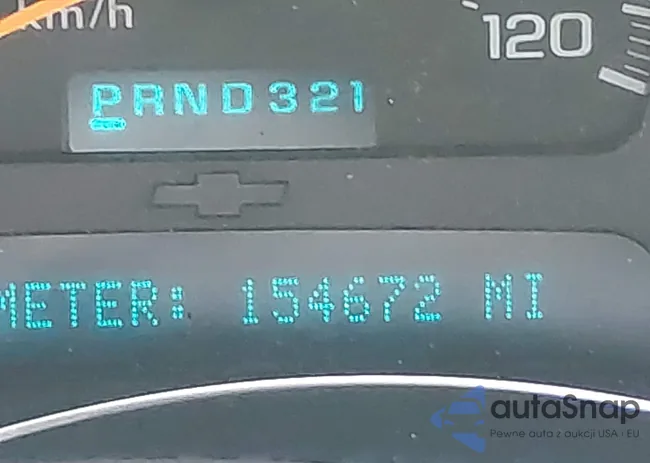 km/h
120
PRND321
METER: 154672 MI
autaSnap
Pewne auta z aukcji USA i EU